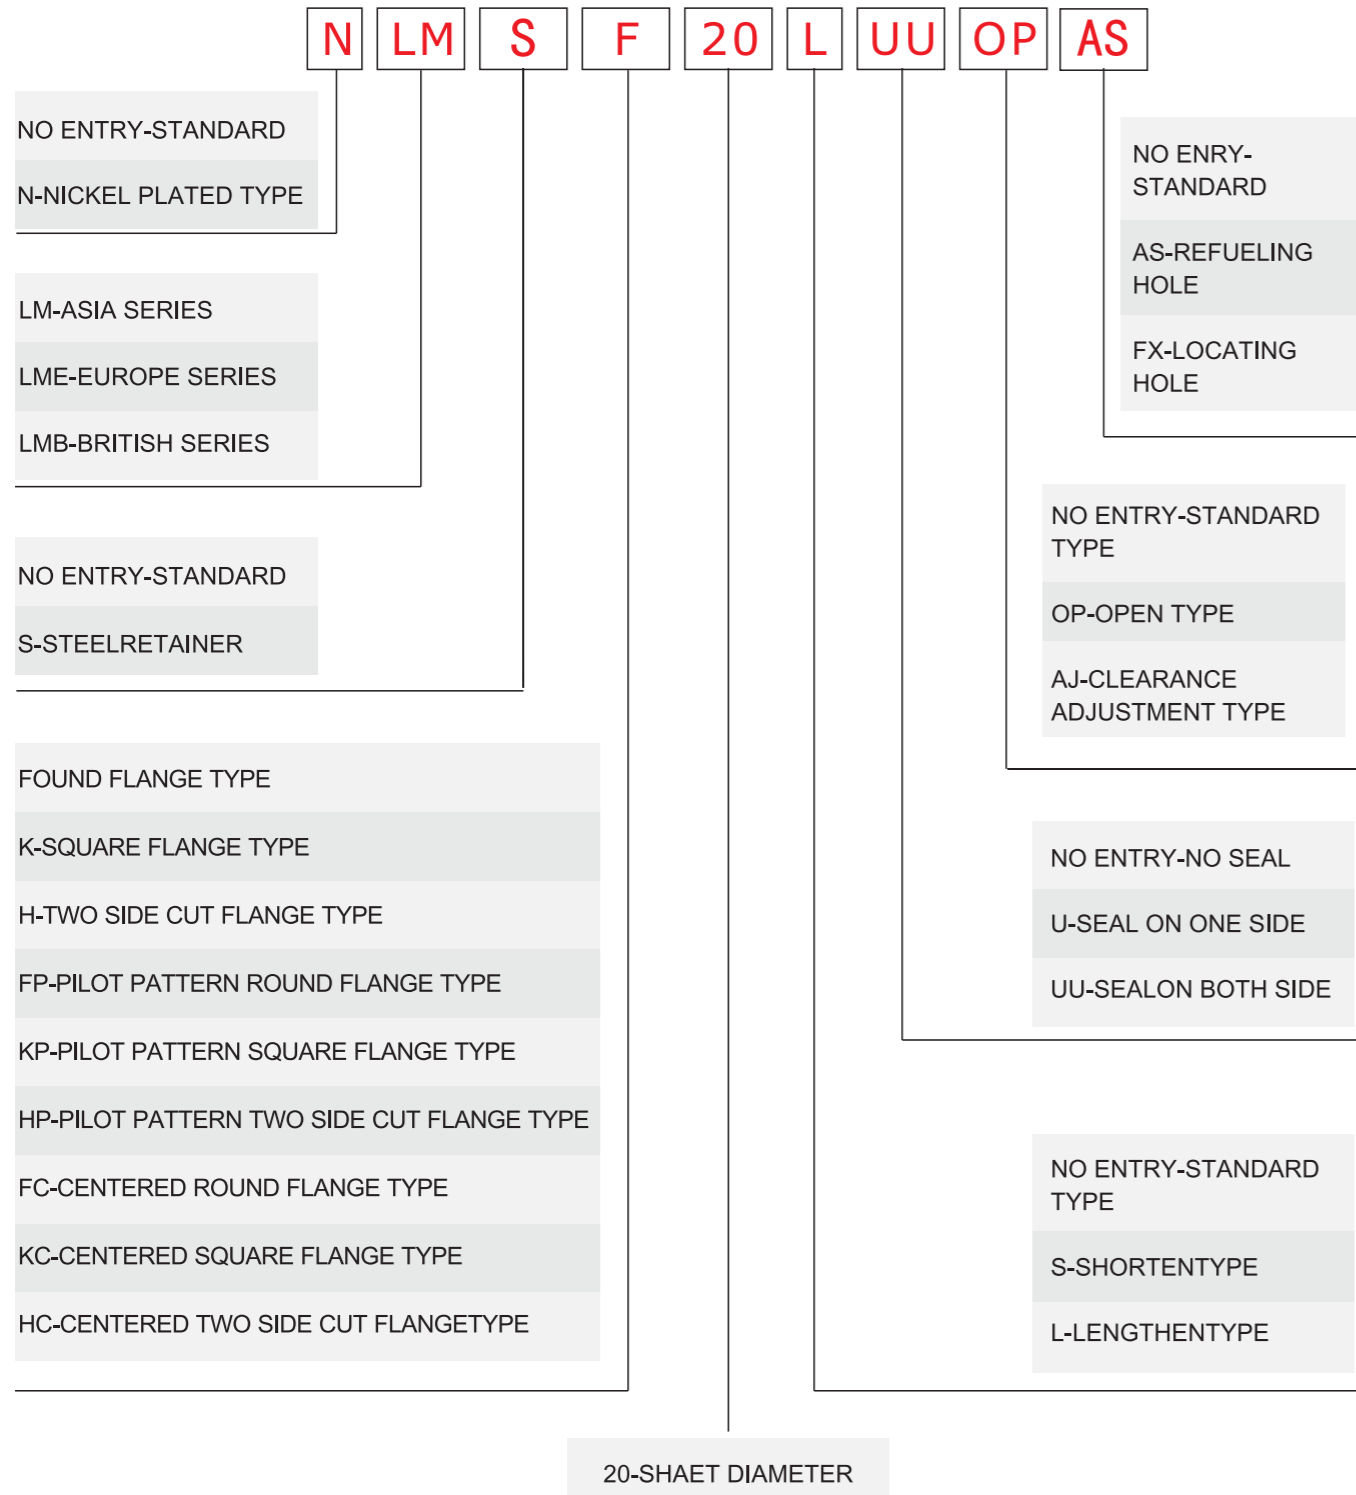 N LM S F 20 L UU OP AS
NO ENTRY-STANDARD
N-NICKEL PLATED TYPE
LM-ASIA SERIES
LME-EUROPE SERIES
LMB-BRITISH SERIES
NO ENTRY-STANDARD
S-STEELRETAINER
FOUND FLANGE TYPE
K-SQUARE FLANGE TYPE
H-TWO SIDE CUT FLANGE TYPE
FP-PILOT PATTERN ROUND FLANGE TYPE
KP-PILOT PATTERN SQUARE FLANGE TYPE
HP-PILOT PATTERN TWO SIDE CUT FLANGE TYPE
FC-CENTERED ROUND FLANGE TYPE
KC-CENTERED SQUARE FLANGE TYPE
HC-CENTERED TWO SIDE CUT FLANGETYPE
20-SHAET DIAMETER
NO ENRY-
STANDARD
AS-REFUELING
HOLE
FX-LOCATING
HOLE
NO ENTRY-STANDARD
TYPE
OP-OPEN TYPE
AJ-CLEARANCE
ADJUSTMENT TYPE
NO ENTRY-NO SEAL
U-SEAL ON ONE SIDE
UU-SEALON BOTH SIDE
NO ENTRY-STANDARD
TYPE
S-SHORTENTYPE
L-LENGTHENTYPE